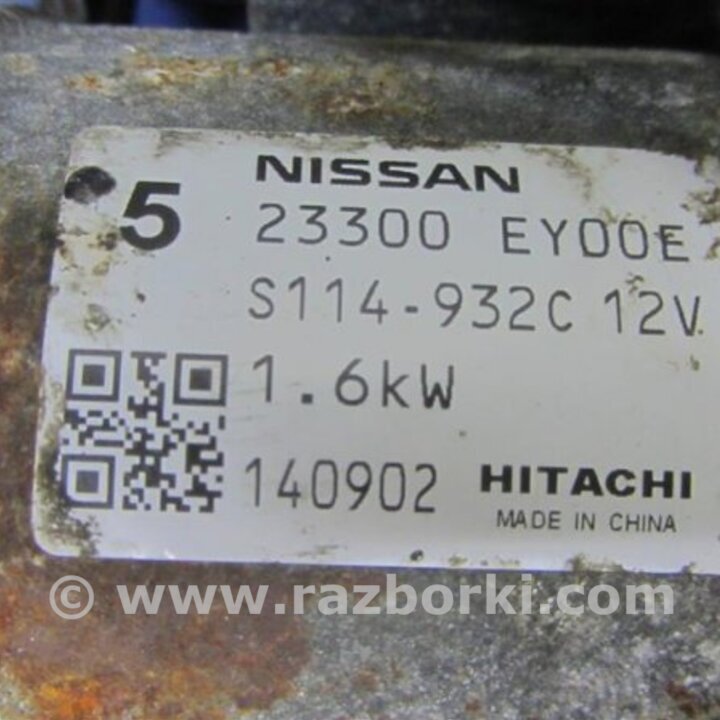 NISSAN
5 23300 EY00E
S114-932C 12V
1.6kW
140902 HITACHI
MADE IN CHINA
© www.razborki.com